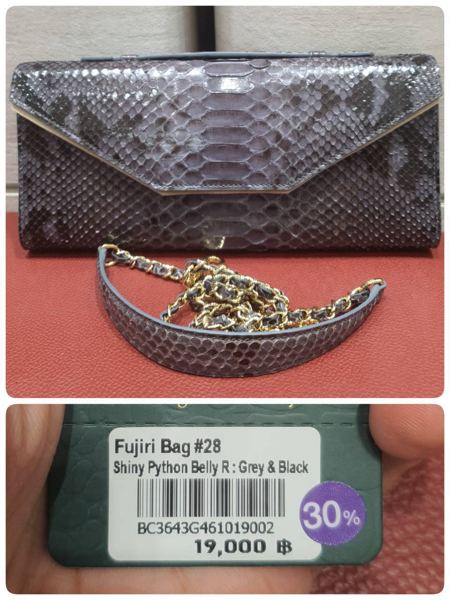 Fujiri Bag #28
Shiny Python Belly R : Grey & Black
BC3643G461019002
30%
19,000 ฿